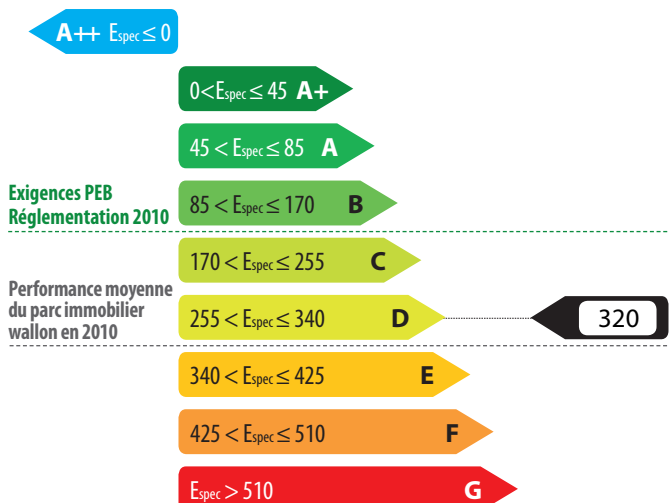 A++ Espec ≤ 0
0<Espec ≤ 45 A+
45 < Espec ≤ 85 A
Exigences PEB
Réglementation 2010
85 < Espec ≤ 170 B
170 < Espec ≤ 255 C
Performance moyenne
du parc immobilier
wallon en 2010
255 < Espec ≤ 340 D
320
340 < Espec ≤ 425 E
425 < Espec ≤ 510 F
Espec > 510 G